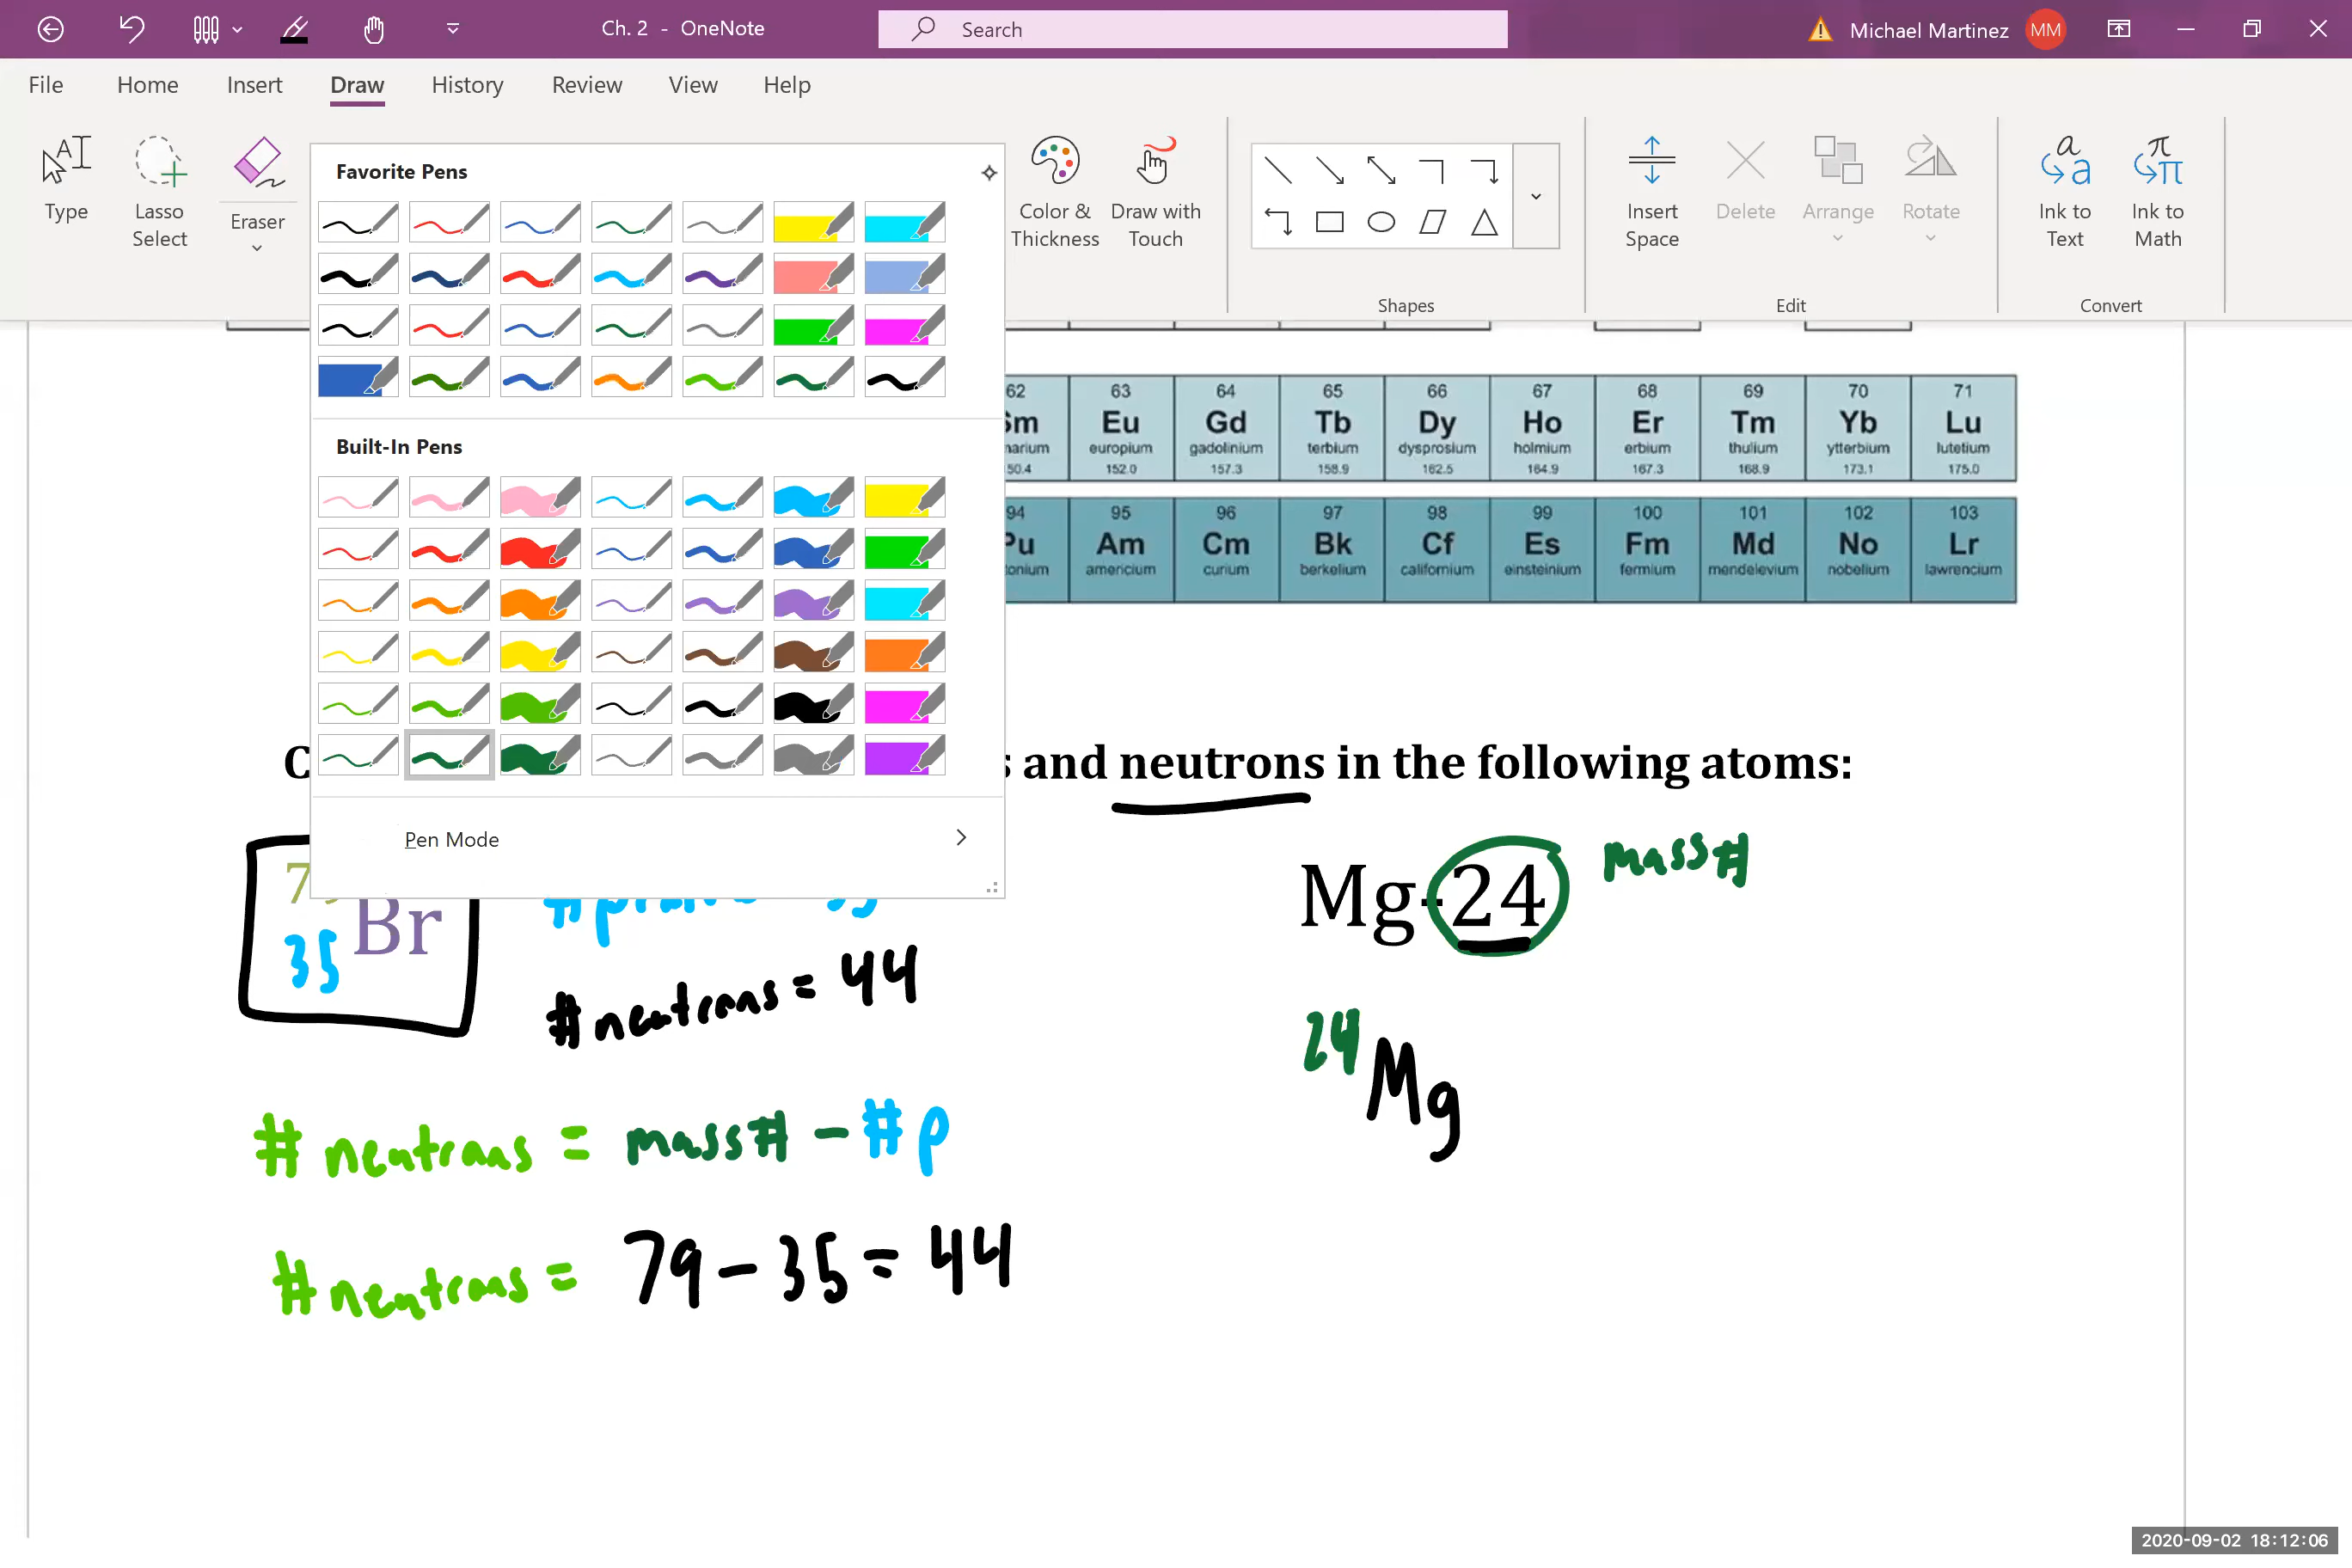 Ch. 2 - OneNote
Search
Michael Martinez
MM
File Home Insert Draw History Review View Help
Type
Lasso Select
Eraser
Favorite Pens
Built-In Pens
Pen Mode
Color & Thickness
Draw with Touch
Shapes
Insert Space
Delete
Arrange
Rotate
Edit
Ink to Text
Ink to Math
Convert
62 63 64 65 66 67 68 69 70 71
Eu Gd Tb Dy Ho Er Tm Yb Lu
europium gadolinium terbium dysprosium holmium erbium thulium ytterbium lutetium
152.0 157.3 158.9 162.5 164.9 167.3 168.9 173.1 175.0
94 95 96 97 98 99 100 101 102 103
Pu Am Cm Bk Cf Es Fm Md No Lr
americium curium berkelium californium einsteinium fermium mendelevium nobelium lawrencium
and neutrons in the following atoms:
35 Br
#neutrons = 44
Mg-24 mass#
24 Mg
# neutrons = mass# - #p
#neutrons = 79 - 35 = 44
2020-09-02 18:12:06